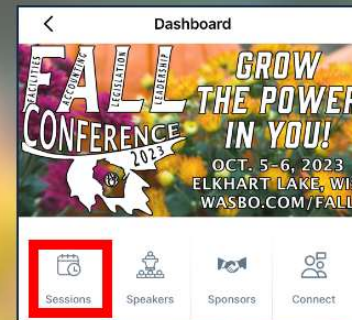 Dashboard
FACILITIES
ACCOUNTING
LEGISLATION
LEADERSHIP
FALL
CONFERENCE
2023
GROW
THE POWER
IN YOU!
OCT. 5-6, 2023
ELKHART LAKE, WI
WASBO.COM/FALL
Sessions
Speakers
Sponsors
Connect